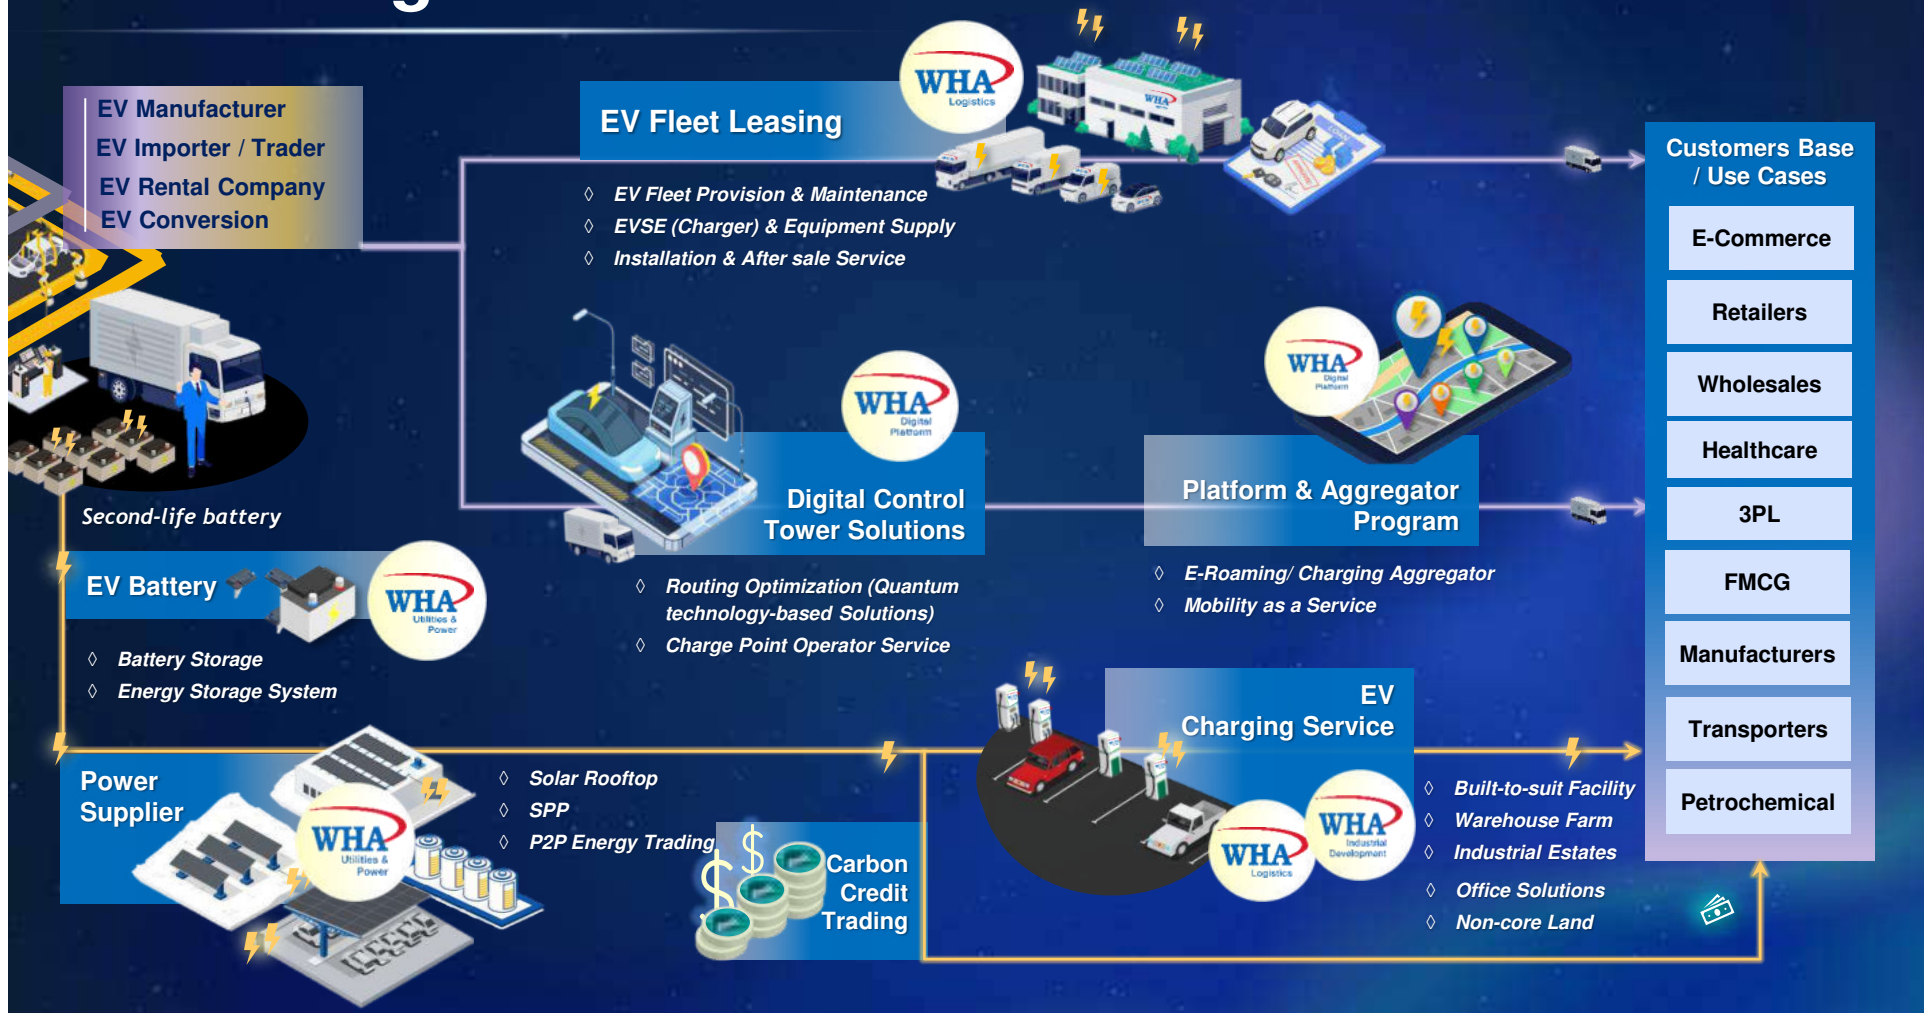 EV Manufacturer
EV Importer / Trader
EV Rental Company
EV Conversion
EV Fleet Leasing
WHA
Logistics
WHA
LOAN
◊ EV Fleet Provision & Maintenance
◊ EVSE (Charger) & Equipment Supply
◊ Installation & After sale Service
Customers Base
/ Use Cases
E-Commerce
Retailers
Wholesales
Healthcare
3PL
FMCG
Manufacturers
Transporters
Petrochemical
WHA
Digital
Platform
Digital Control
Tower Solutions
◊ Routing Optimization (Quantum
technology-based Solutions)
◊ Charge Point Operator Service
WHA
Digital
Platform
Platform & Aggregator
Program
◊ E-Roaming/ Charging Aggregator
◊ Mobility as a Service
Second-life battery
EV Battery
WHA
Utilities &
Power
◊ Battery Storage
◊ Energy Storage System
Power
Supplier
WHA
Utilities &
Power
◊ Solar Rooftop
◊ SPP
◊ P2P Energy Trading
Carbon
Credit
Trading
EV
Charging Service
WHA
Logistics
WHA
Industrial
Development
◊ Built-to-suit Facility
◊ Warehouse Farm
◊ Industrial Estates
◊ Office Solutions
◊ Non-core Land